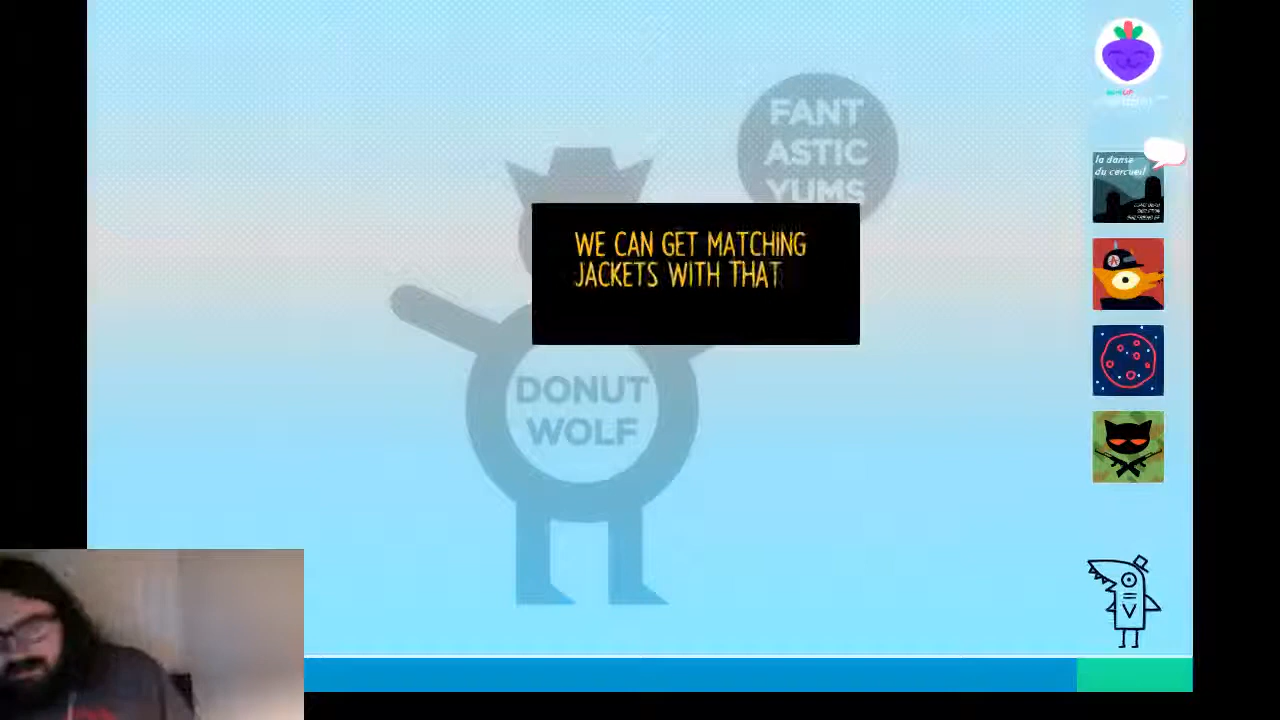 FANT
ASTIC
YUMS
WE CAN GET MATCHING
JACKETS WITH THAT
DONUT
WOLF
la danse
du cercueil